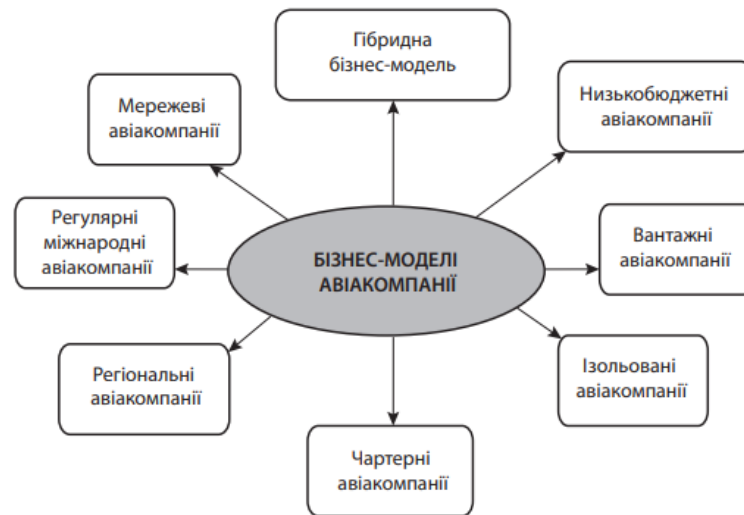 Гібридна
бізнес-модель
Мережеві
авіакомпанії
Низькобюджетні
авіакомпанії
Регулярні
міжнародні
авіакомпанії
БІЗНЕС-МОДЕЛІ
АВІАКОМПАНІЇ
Вантажні
авіакомпанії
Регіональні
авіакомпанії
Ізольовані
авіакомпанії
Чартерні
авіакомпанії